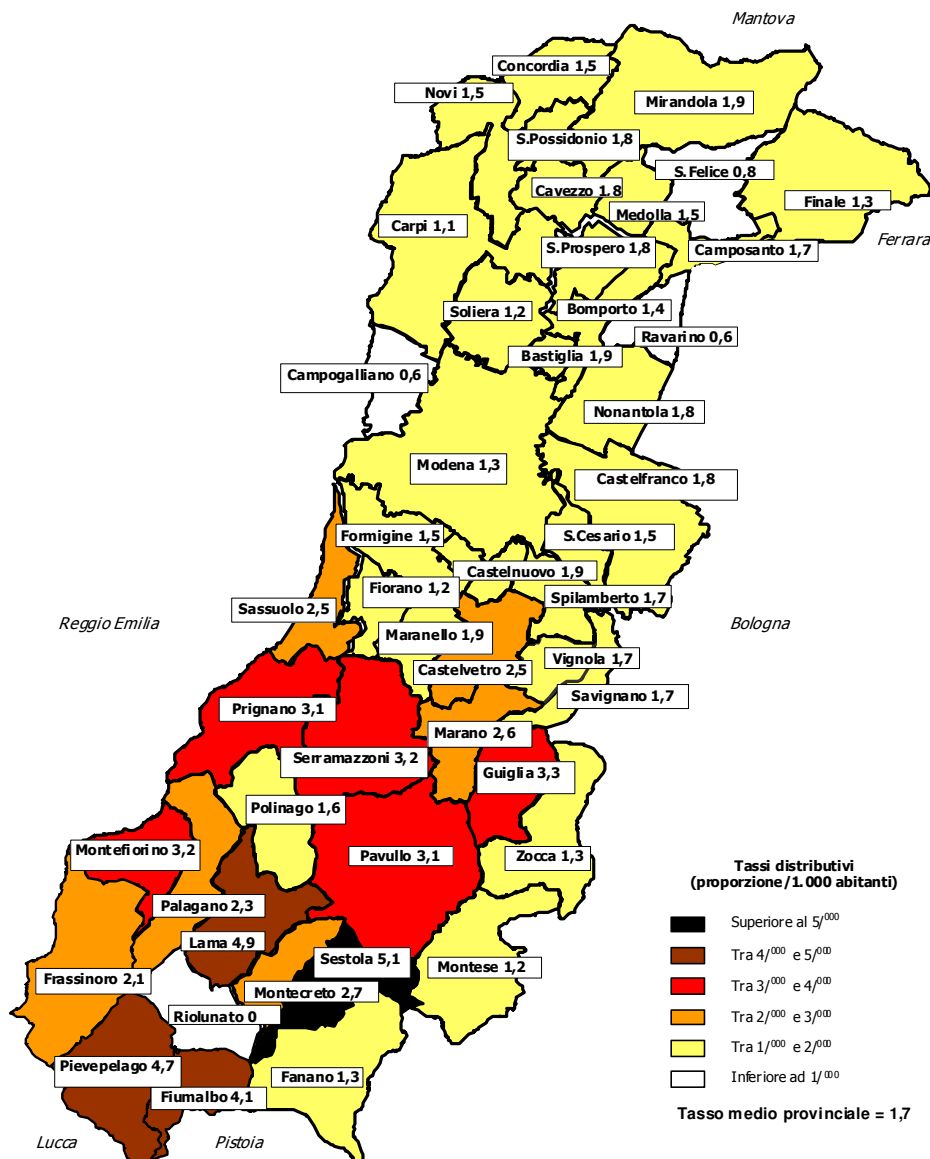 Mantova
Concordia 1,5
Novi 1,5
Mirandola 1,9
S.Possidonio 1,8
S.Felice 0,8
Cavezzo 1,8
Finale 1,3
Medolla 1,5
Carpi 1,1
Ferrara
S.Prospero 1,8
Camposanto 1,7
Soliera 1,2
Bomporto 1,4
Ravarino 0,6
Bastiglia 1,9
Campogalliano 0,6
Nonantola 1,8
Modena 1,3
Castelfranco 1,8
Formigine 1,5
S.Cesario 1,5
Castelnuovo 1,9
Fiorano 1,2
Spilamberto 1,7
Sassuolo 2,5
Reggio Emilia
Bologna
Maranello 1,9
Vignola 1,7
Castelvetro 2,5
Savignano 1,7
Prignano 3,1
Marano 2,6
Serramazzoni 3,2
Guiglia 3,3
Polinago 1,6
Montefiorino 3,2
Pavullo 3,1
Zocca 1,3
Palagano 2,3
Lama 4,9
Sestola 5,1
Montese 1,2
Frassinoro 2,1
Montecreto 2,7
Riolunato 0
Pievepelago 4,7
Fanano 1,3
Fiumalbo 4,1
Lucca
Pistoia
Tassi distributivi
(proporzione/1.000 abitanti)
Superiore al 5/000
Tra 4/000 e 5/000
Tra 3/000 e 4/000
Tra 2/000 e 3/000
Tra 1/000 e 2/000
Inferiore ad 1/000
Tasso medio provinciale = 1,7